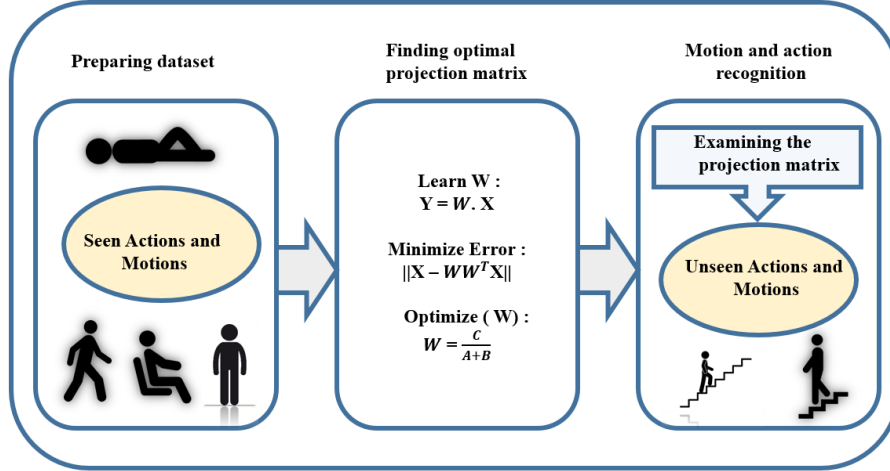 Preparing dataset
Seen Actions and
Motions
Finding optimal
projection matrix
Learn W :
Y = W. X
Minimize Error :
||X – WWᵀX||
Optimize ( W) :
W = C/A+B
Motion and action
recognition
Examining the
projection matrix
Unseen Actions and
Motions